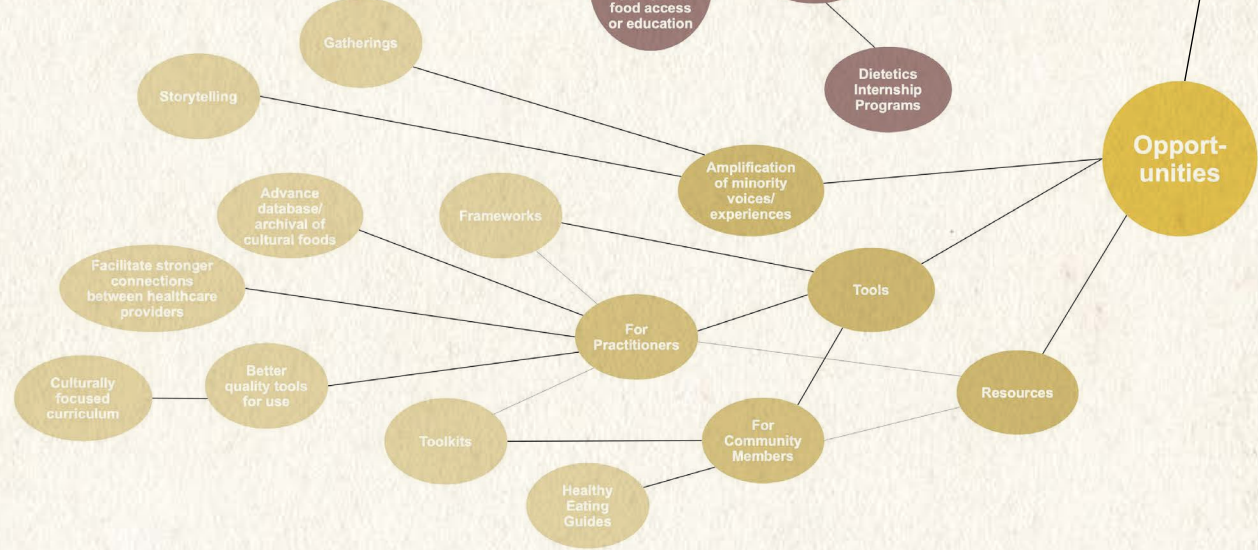 food access
or education
Gatherings
Dietetics
Internship
Programs
Storytelling
Opport-
unities
Amplification
of minority
voices/
experiences
Advance
database/
archival of
cultural foods
Frameworks
Facilitate stronger
connections
between healthcare
providers
Tools
For
Practitioners
Better
quality tools
for use
Culturally
focused
curriculum
Resources
Toolkits
For
Community
Members
Healthy
Eating
Guides